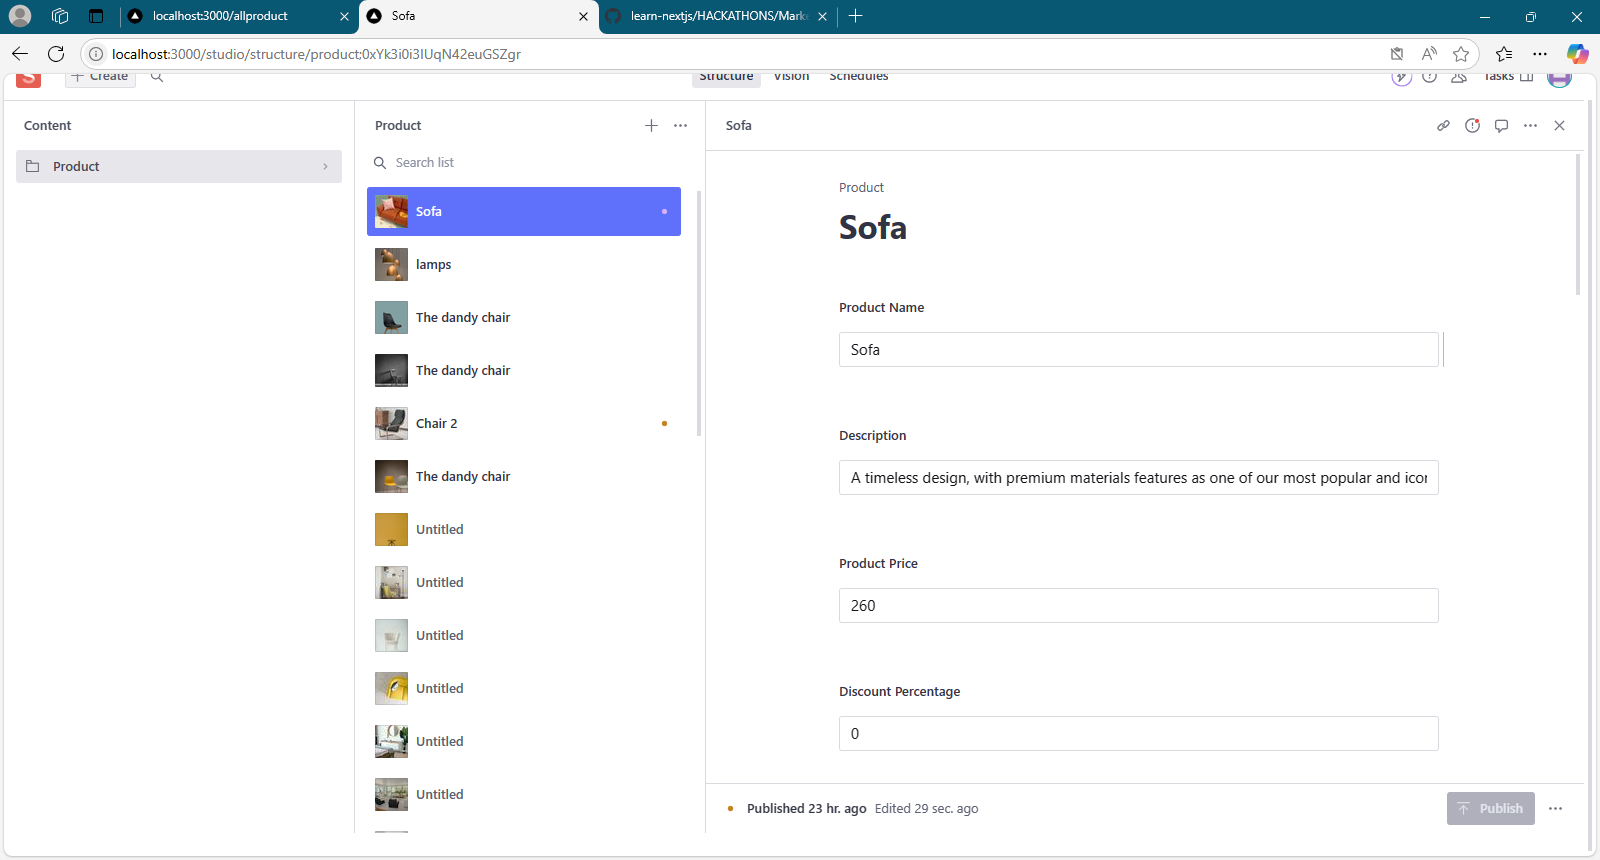 localhost:3000/allproduct
Sofa
learn-nextjs/HACKATHONS/Mark
localhost:3000/studio/structure/product;0xYk3i0i3IUqN42euGSZgr
S
Create
Structure
Vision
Schedules
Tasks
Content
Product
Product
Search list
Sofa
lamps
The dandy chair
The dandy chair
Chair 2
The dandy chair
Untitled
Untitled
Untitled
Untitled
Untitled
Untitled
Sofa
Product
Sofa
Product Name
Sofa
Description
A timeless design, with premium materials features as one of our most popular and icon
Product Price
260
Discount Percentage
0
Published 23 hr. ago Edited 29 sec. ago
Publish